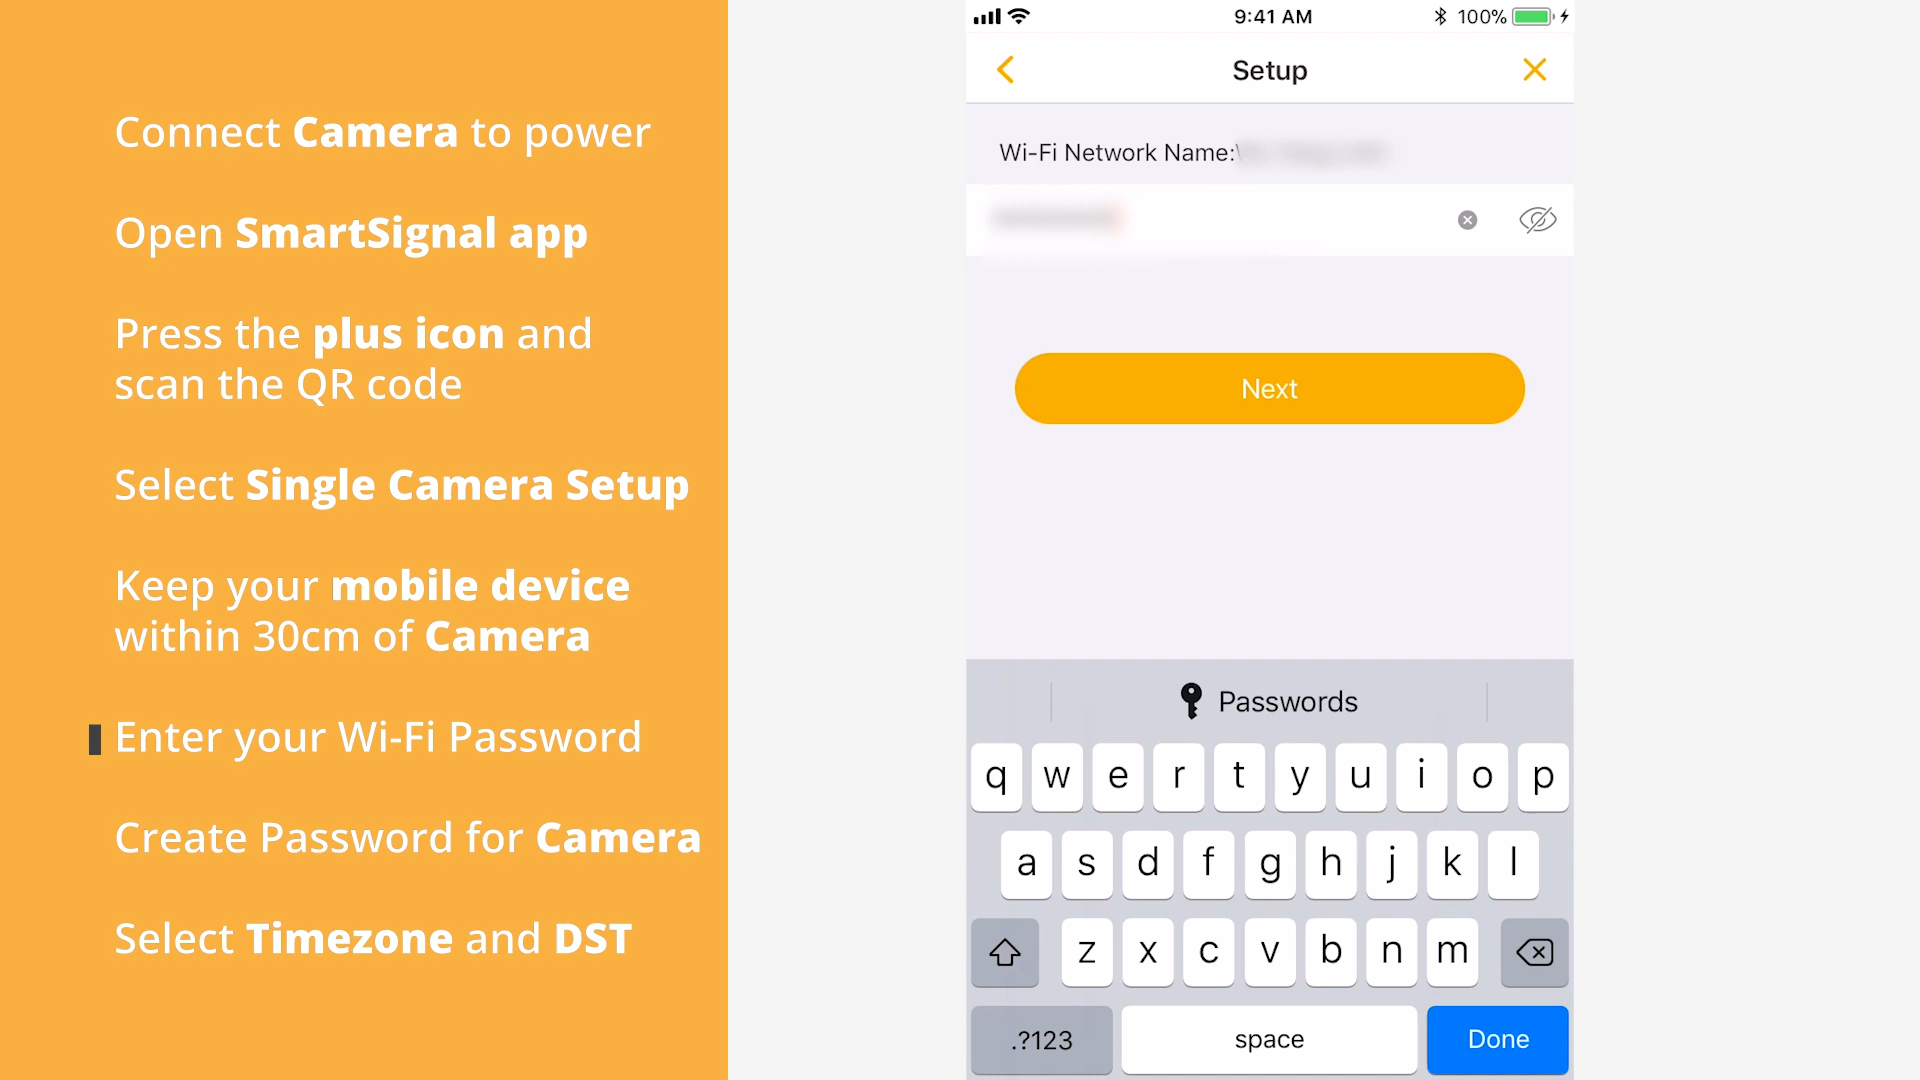 Connect Camera to power
Open SmartSignal app
Press the plus icon and
scan the QR code
Select Single Camera Setup
Keep your mobile device
within 30cm of Camera
Enter your Wi-Fi Password
Create Password for Camera
Select Timezone and DST
9:41 AM
100%
Setup
Wi-Fi Network Name:
Next
Passwords
q w e r t y u i o p
a s d f g h j k l
z x c v b n m
.?123 space Done